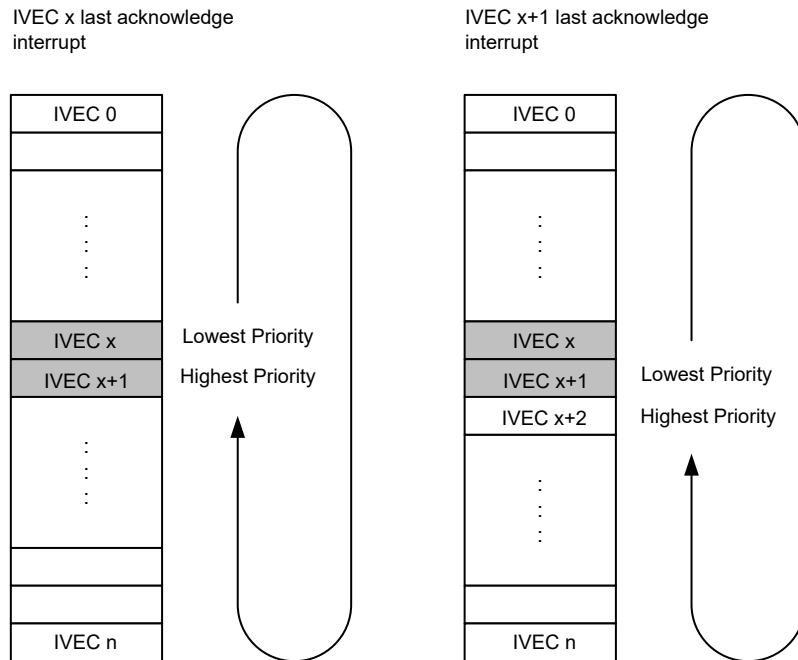 IVEC x last acknowledge
interrupt
IVEC 0
IVEC x
Lowest Priority
IVEC x+1
Highest Priority
IVEC n
IVEC x+1 last acknowledge
interrupt
IVEC 0
IVEC x
IVEC x+1
Lowest Priority
IVEC x+2
Highest Priority
IVEC n